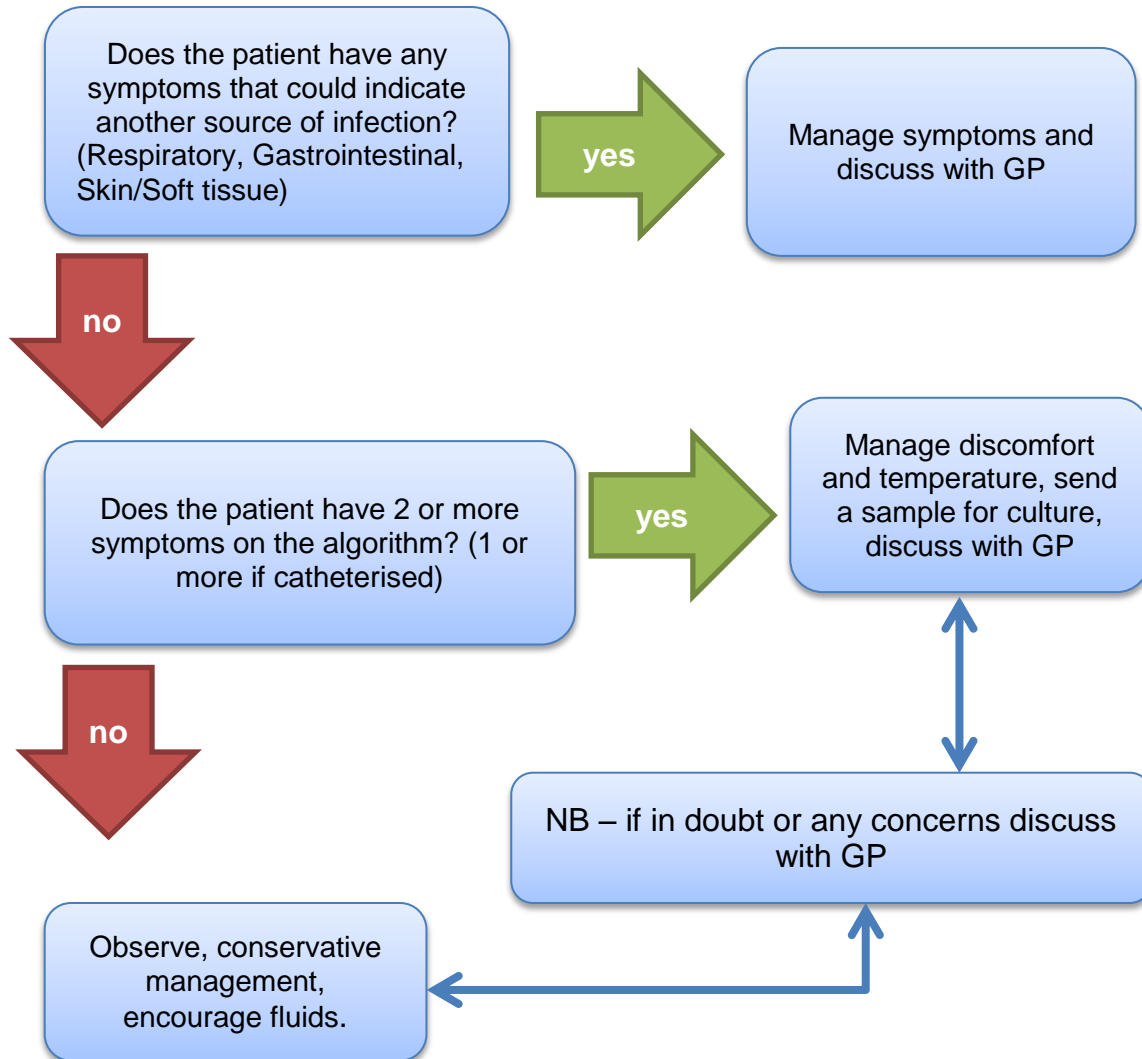 Does the patient have any
symptoms that could indicate
another source of infection?
(Respiratory, Gastrointestinal,
Skin/Soft tissue)
yes
Manage symptoms and
discuss with GP
no
Does the patient have 2 or more
symptoms on the algorithm? (1 or
more if catheterised)
yes
Manage discomfort
and temperature, send
a sample for culture,
discuss with GP
no
NB – if in doubt or any concerns discuss
with GP
Observe, conservative
management,
encourage fluids.